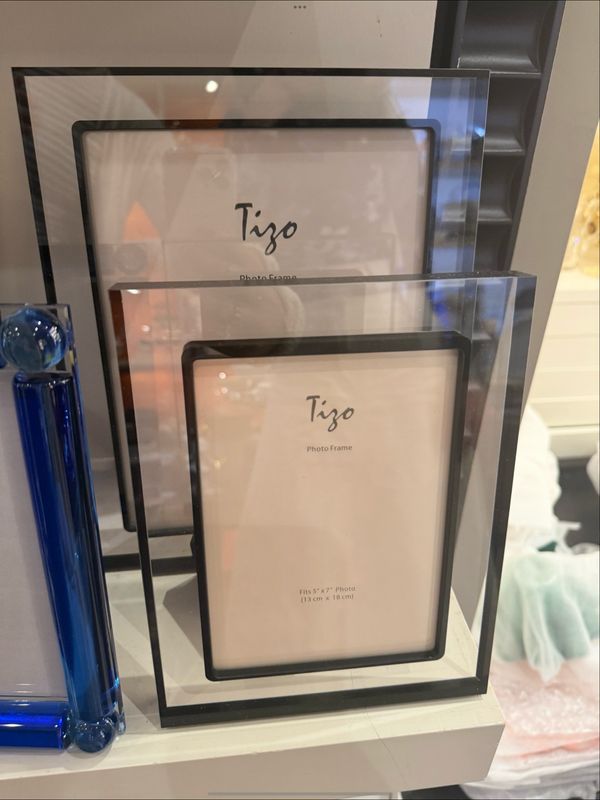 Tizo
Photo Frame
Tizo
Photo Frame
Fits 5" x 7" Photo
(13 cm x 18 cm)